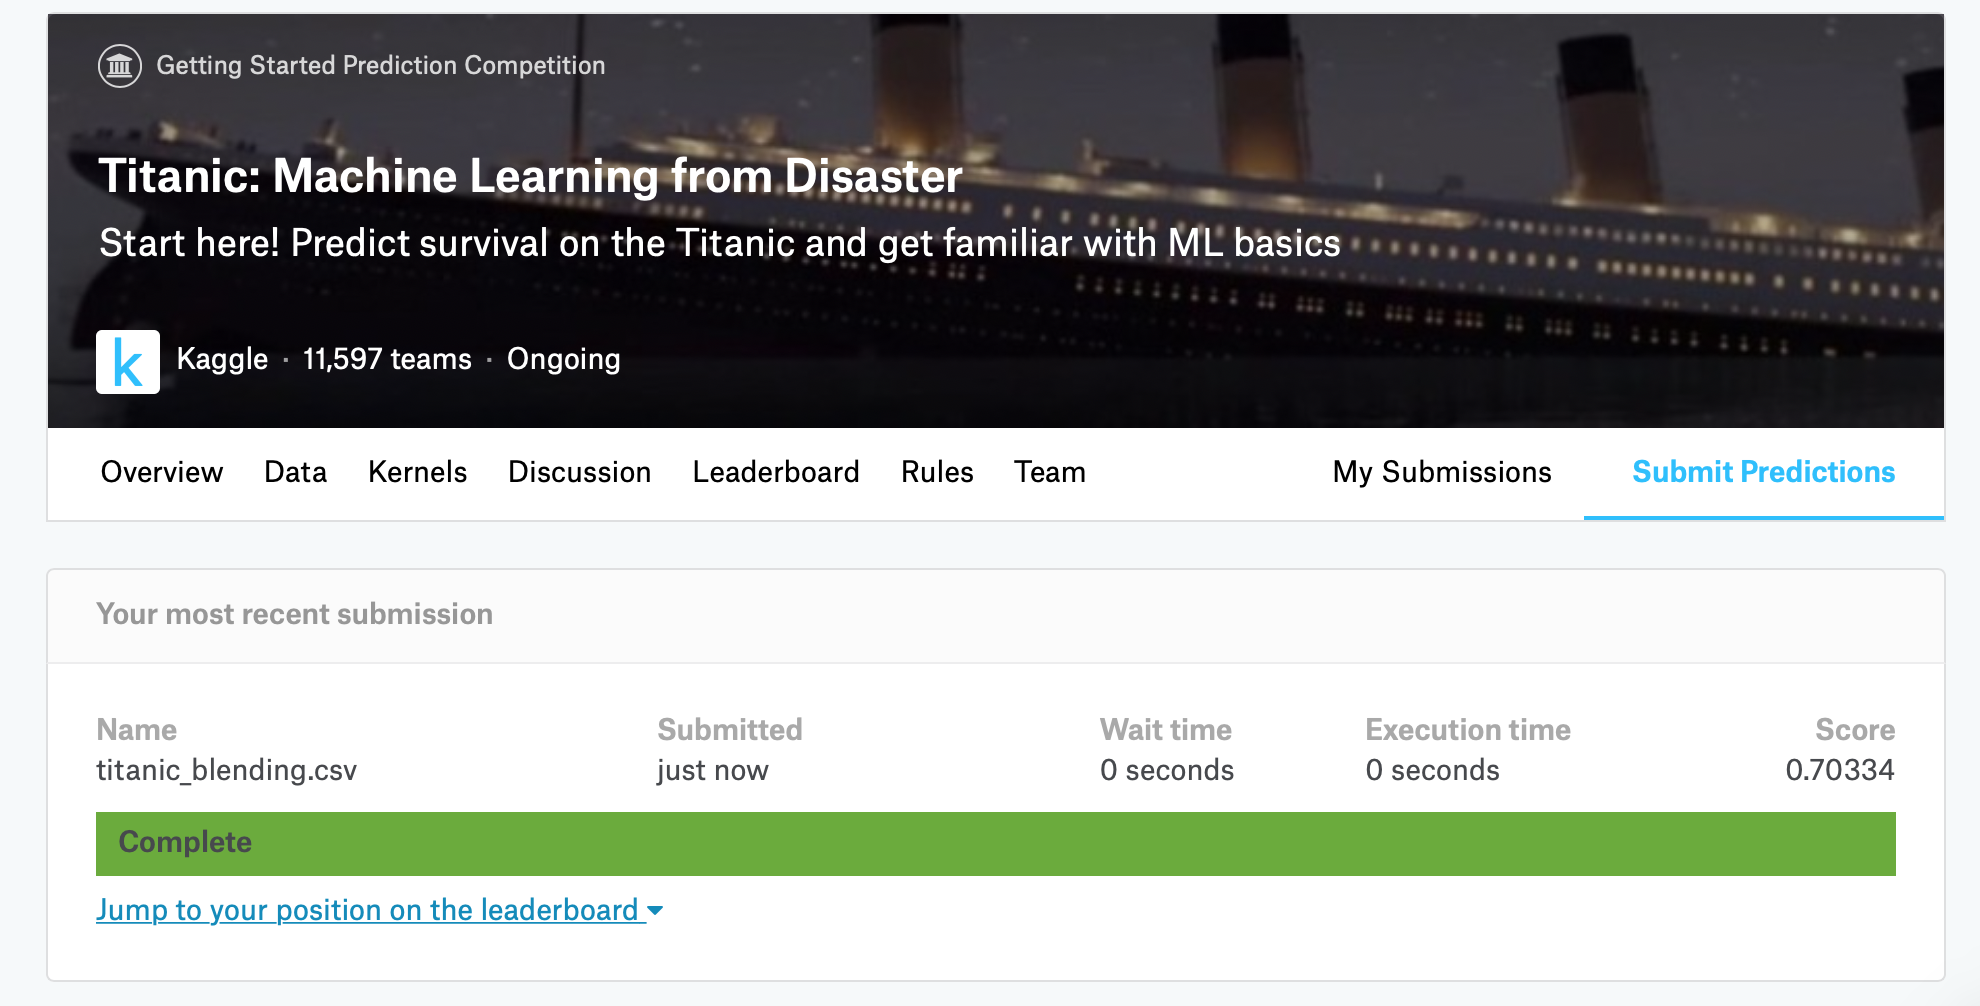 Getting Started Prediction Competition
Titanic: Machine Learning from Disaster
Start here! Predict survival on the Titanic and get familiar with ML basics
k
Kaggle · 11,597 teams · Ongoing
Overview Data Kernels Discussion Leaderboard Rules Team My Submissions Submit Predictions
Your most recent submission
Name Submitted Wait time Execution time Score
titanic_blending.csv just now 0 seconds 0 seconds 0.70334
Complete
Jump to your position on the leaderboard